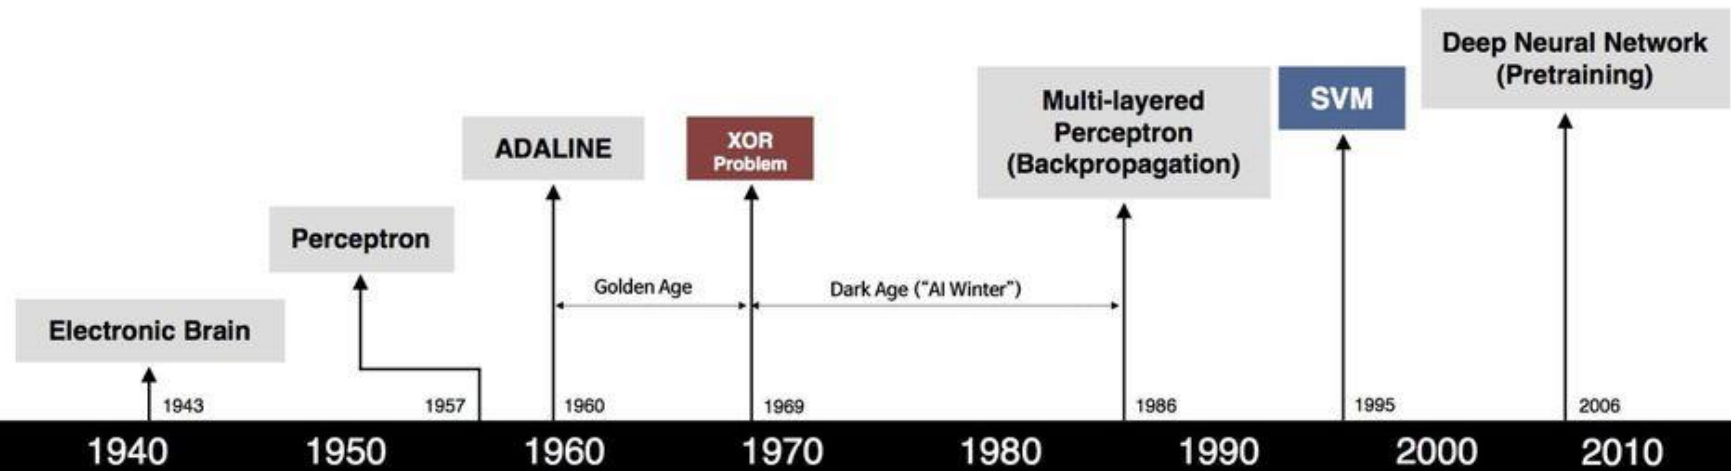 Deep Neural Network
(Pretraining)
Multi-layered
Perceptron
(Backpropagation)
SVM
ADALINE
XOR
Problem
Perceptron
Golden Age
Dark Age ("AI Winter")
Electronic Brain
1943
1957
1960
1969
1986
1995
2006
1940
1950
1960
1970
1980
1990
2000
2010